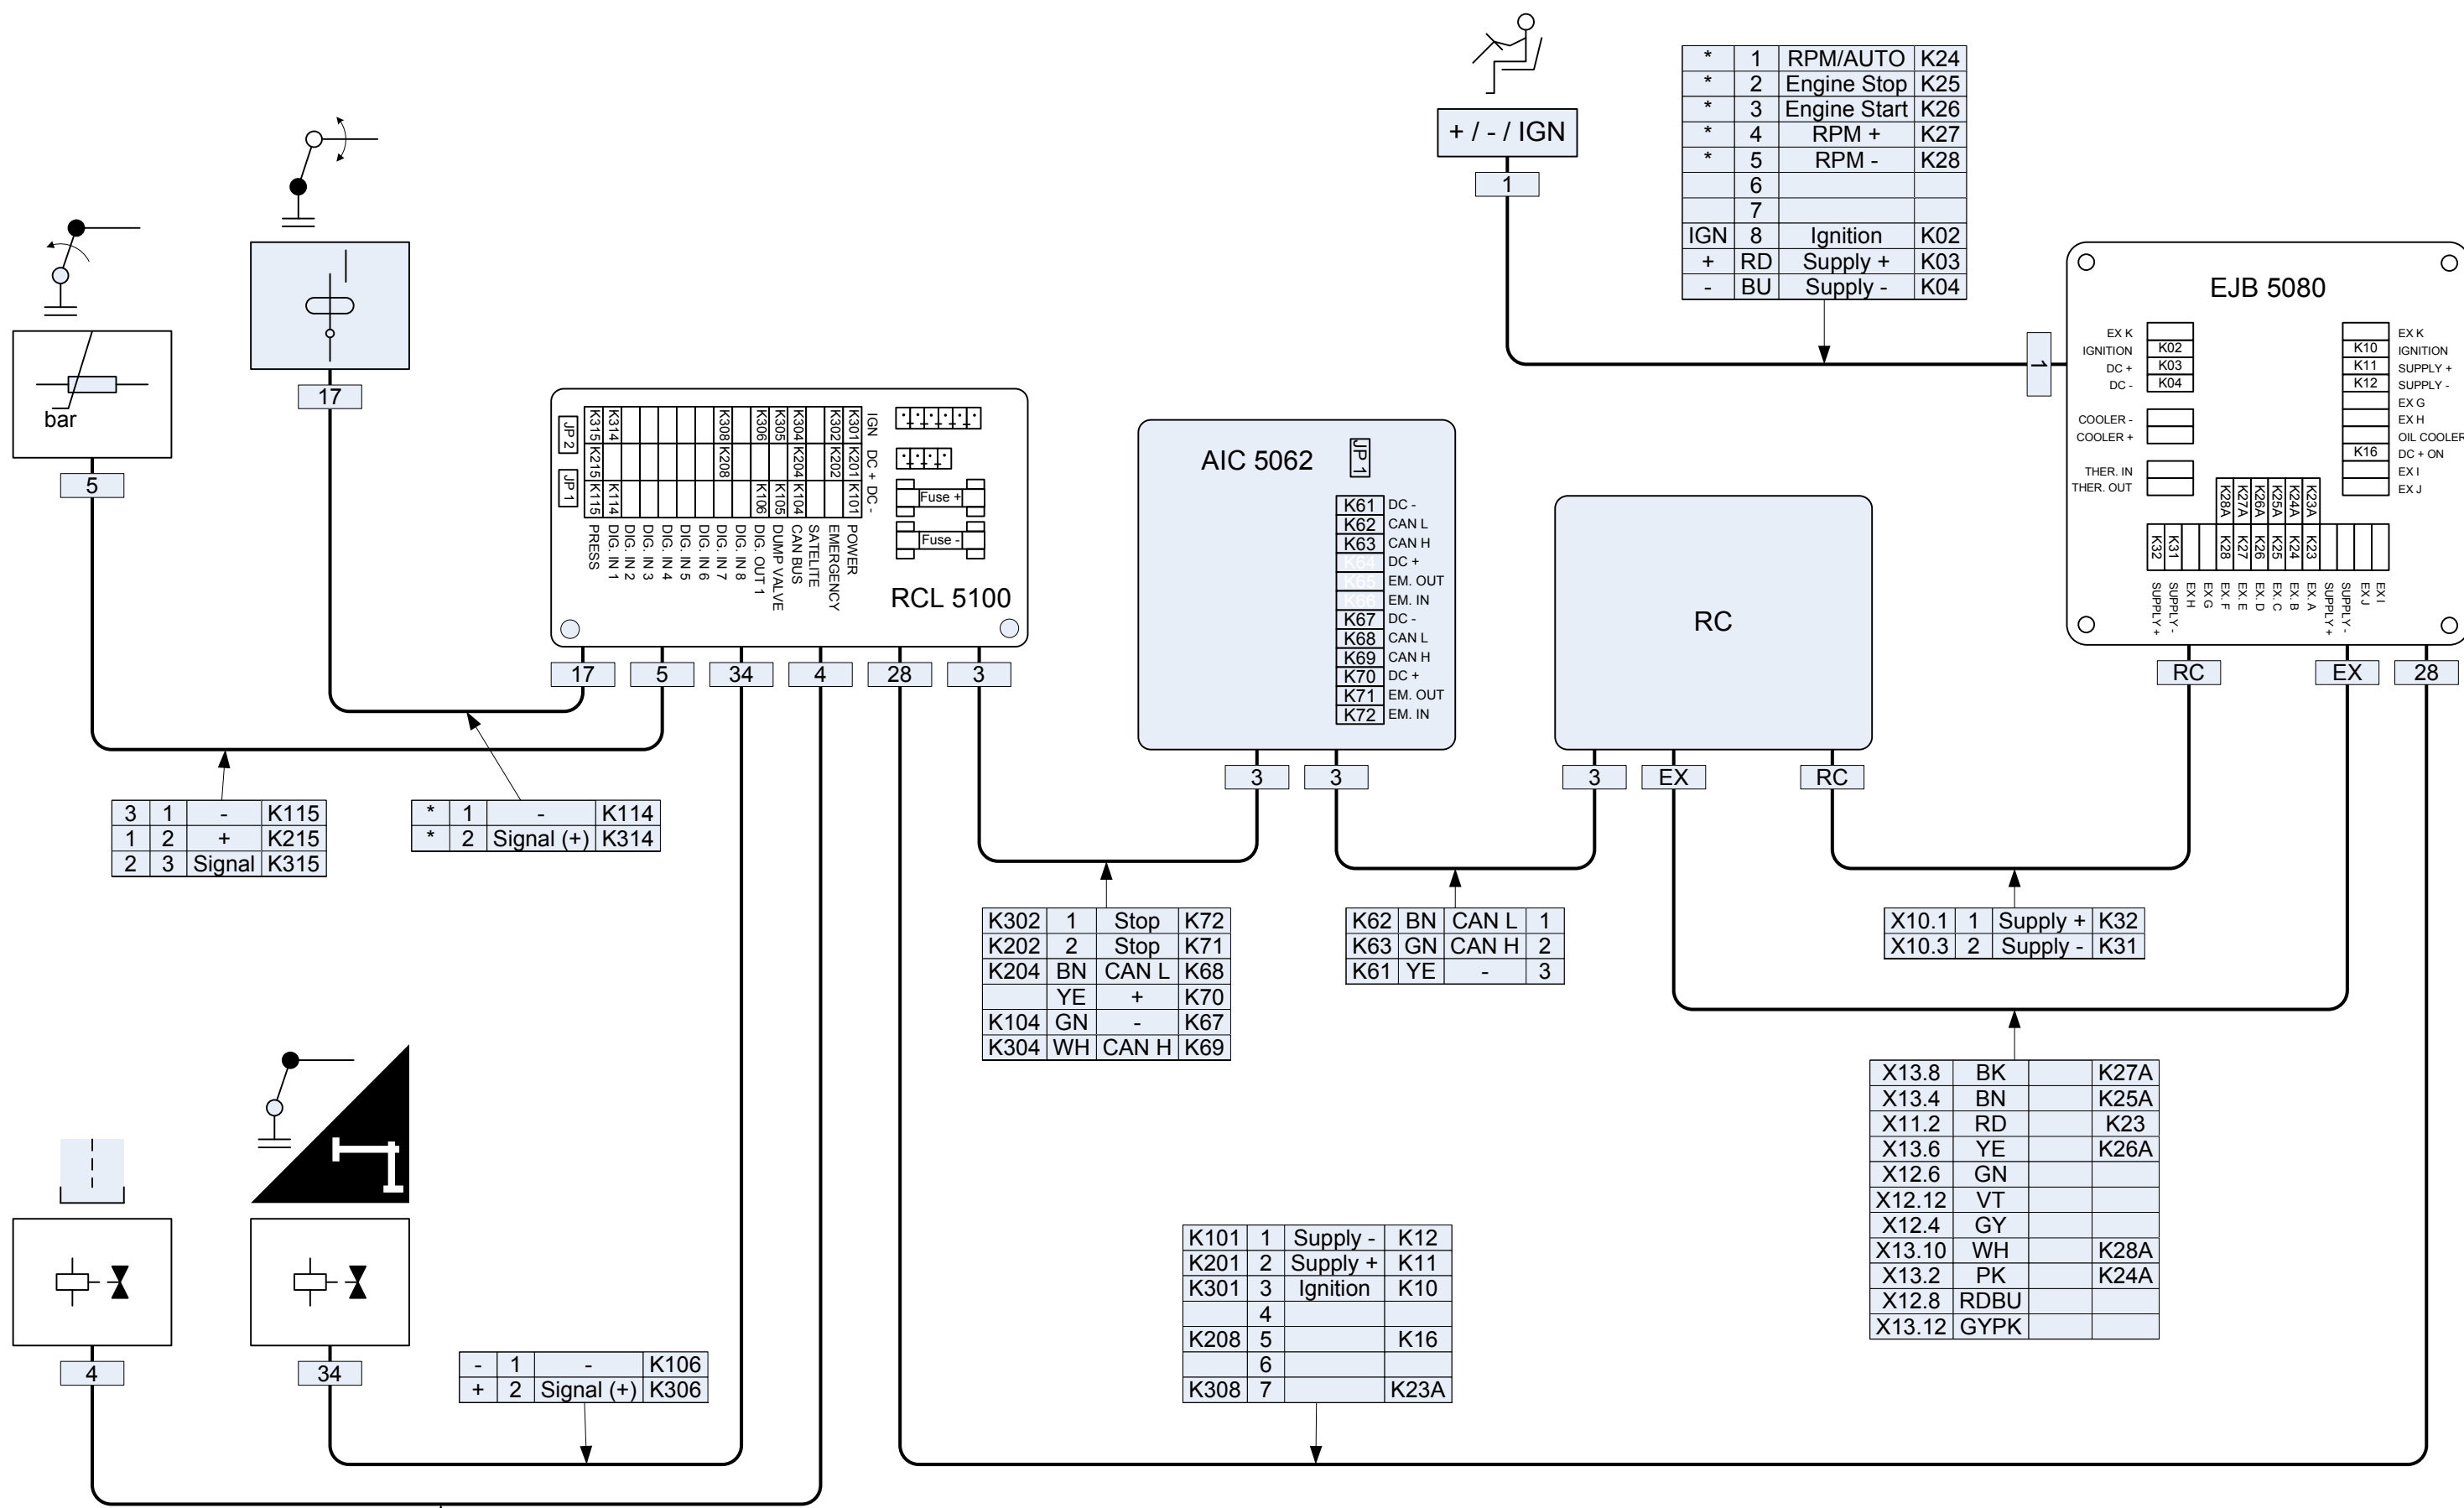 + / - / IGN
1
* 1 RPM/AUTO K24
* 2 Engine Stop K25
* 3 Engine Start K26
* 4 RPM + K27
* 5 RPM - K28
6
7
IGN 8 Ignition K02
+ RD Supply + K03
- BU Supply - K04
bar
5
17
JP 2
JP 1
K315 K215 K115 PRESS
K314 K114 DIG. IN 1
DIG. IN 2
DIG. IN 3
DIG. IN 4
DIG. IN 5
DIG. IN 6
K308 K208 DIG. IN 7
DIG. IN 8
K306 K106 DIG. OUT 1
K305 K105 DUMP VALVE
K304 K204 K104 CAN BUS
SATELITE
K302 K202 EMERGENCY
K301 K201 K101 POWER
IGN DC + DC -
Fuse +
Fuse -
RCL 5100
17
5
34
4
28
3
AIC 5062
JP 1
K61 DC -
K62 CAN L
K63 CAN H
K64 DC +
K65 EM. OUT
K66 EM. IN
K67 DC -
K68 CAN L
K69 CAN H
K70 DC +
K71 EM. OUT
K72 EM. IN
3
3
RC
3
EX
RC
1
EJB 5080
EX K
IGNITION K02
DC + K03
DC - K04
COOLER -
COOLER +
THER. IN
THER. OUT
EX K
K10 IGNITION
K11 SUPPLY +
K12 SUPPLY -
EX G
EX H
OIL COOLER
K16 DC + ON
EX I
EX J
K28A
K27A
K26A
K25A
K24A
K23A
K32
K31
K28
K27
K26
K25
K24
K23
SUPPLY +
SUPPLY -
EX H
EX G
EX. F
EX. E
EX. D
EX. C
EX. B
EX. A
SUPPLY +
SUPPLY -
EX J
EX I
RC
EX
28
3 1 - K115
1 2 + K215
2 3 Signal K315
* 1 - K114
* 2 Signal (+) K314
K302 1 Stop K72
K202 2 Stop K71
K204 BN CAN L K68
YE + K70
K104 GN - K67
K304 WH CAN H K69
K62 BN CAN L 1
K63 GN CAN H 2
K61 YE - 3
X10.1 1 Supply + K32
X10.3 2 Supply - K31
X13.8 BK K27A
X13.4 BN K25A
X11.2 RD K23
X13.6 YE K26A
X12.6 GN
X12.12 VT
X12.4 GY
X13.10 WH K28A
X13.2 PK K24A
X12.8 RDBU
X13.12 GYPK
K101 1 Supply - K12
K201 2 Supply + K11
K301 3 Ignition K10
4
K208 5 K16
6
K308 7 K23A
4
34
- 1 - K106
+ 2 Signal (+) K306